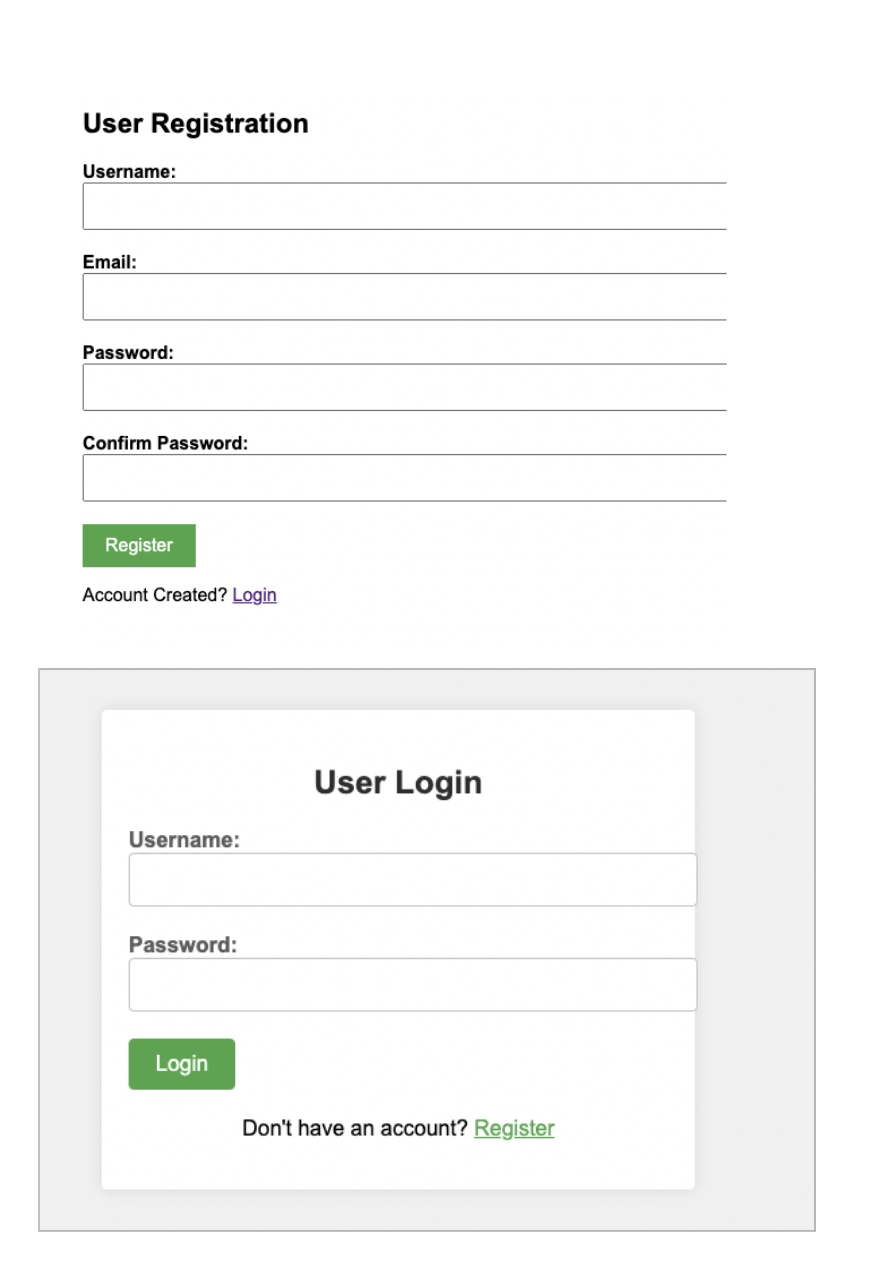 User Registration
Username:
Email:
Password:
Confirm Password:
Register
Account Created? Login
User Login
Username:
Password:
Login
Don't have an account? Register